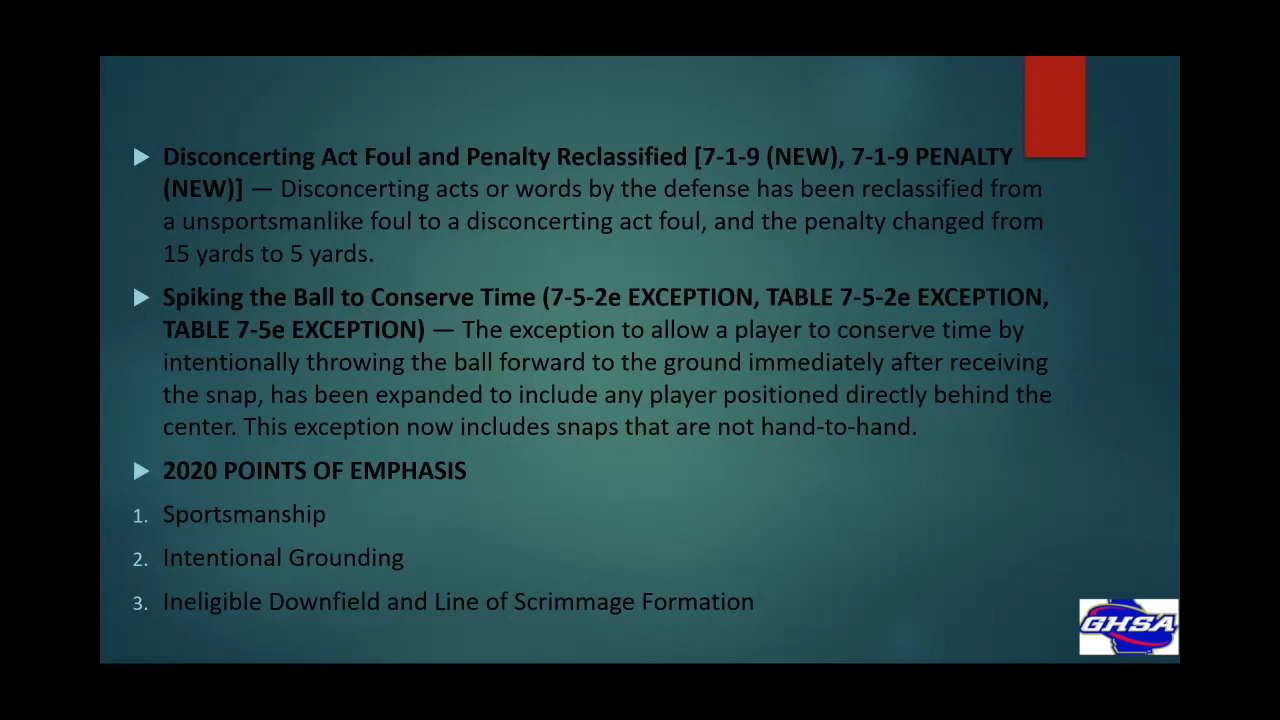 Disconcerting Act Foul and Penalty Reclassified [7-1-9 (NEW), 7-1-9 PENALTY
(NEW)] — Disconcerting acts or words by the defense has been reclassified from
a unsportsmanlike foul to a disconcerting act foul, and the penalty changed from
15 yards to 5 yards.
Spiking the Ball to Conserve Time (7-5-2e EXCEPTION, TABLE 7-5-2e EXCEPTION,
TABLE 7-5e EXCEPTION) — The exception to allow a player to conserve time by
intentionally throwing the ball forward to the ground immediately after receiving
the snap, has been expanded to include any player positioned directly behind the
center. This exception now includes snaps that are not hand-to-hand.
2020 POINTS OF EMPHASIS
1. Sportsmanship
2. Intentional Grounding
3. Ineligible Downfield and Line of Scrimmage Formation
GHSA